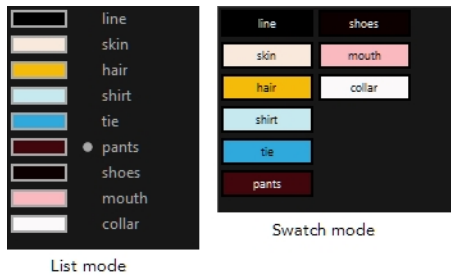 line
skin
hair
shirt
tie
pants
shoes
mouth
collar
List mode
line shoes
skin mouth
hair collar
shirt
tie
pants
Swatch mode